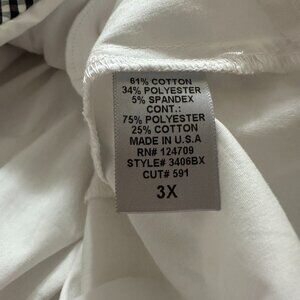 61% COTTON
34% POLYESTER
5% SPANDEX
CONT.:
75% POLYESTER
25% COTTON
MADE IN U.S.A
RN# 124709
STYLE# 3406BX
CUT# 591
3X